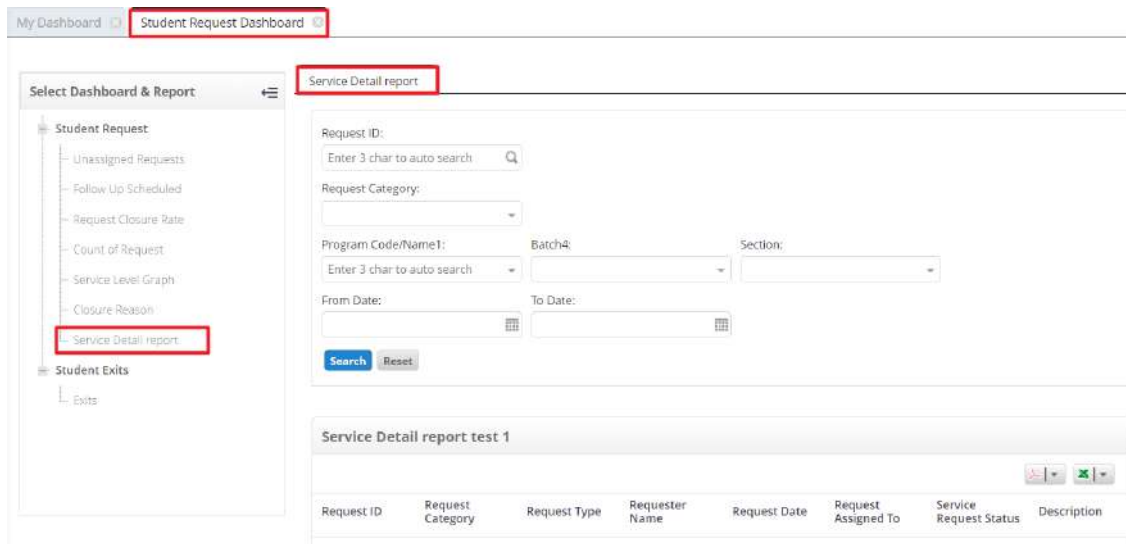 My Dashboard
Student Request Dashboard
Select Dashboard & Report
Student Request
Unassigned Requests
Follow Up Scheduled
Request Closure Rate
Count of Request
Service Level Graph
Closure Reason
Service Detail report
Student Exits
Exits
Service Detail report
Request ID:
Enter 3 char to auto search
Request Category:
Program Code/Name1: Batch4: Section:
Enter 3 char to auto search
From Date: To Date:
Search Reset
Service Detail report test 1
Request ID
Request
Category
Request Type
Requester
Name
Request Date
Request
Assigned To
Service
Request Status
Description